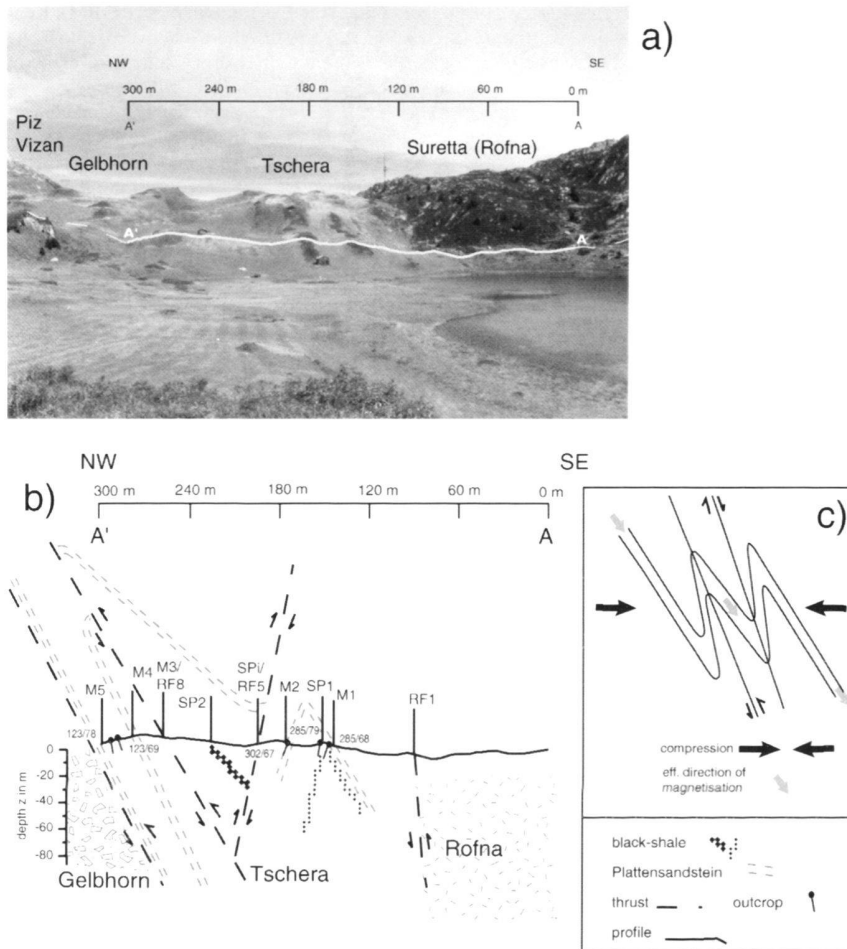 a)
NW SE
300 m 240 m 180 m 120 m 60 m 0 m
A' A
Piz
Vizan
Gelbhorn
Tschera
Suretta (Rofna)
A' A
b)
NW SE
300 m 240 m 180 m 120 m 60 m 0 m
A' A
M5
M4
M3/
RF8
SP2
SPi/
RF5
M2
SP1
M1
RF1
123/78
123/69
302/67
285/79
285/68
depth z in m
0
-20
-40
-60
-80
Gelbhorn
Tschera
Rofna
c)
compression
eff. direction of
magnetisation
black-shale
Plattensandstein
thrust outcrop
profile